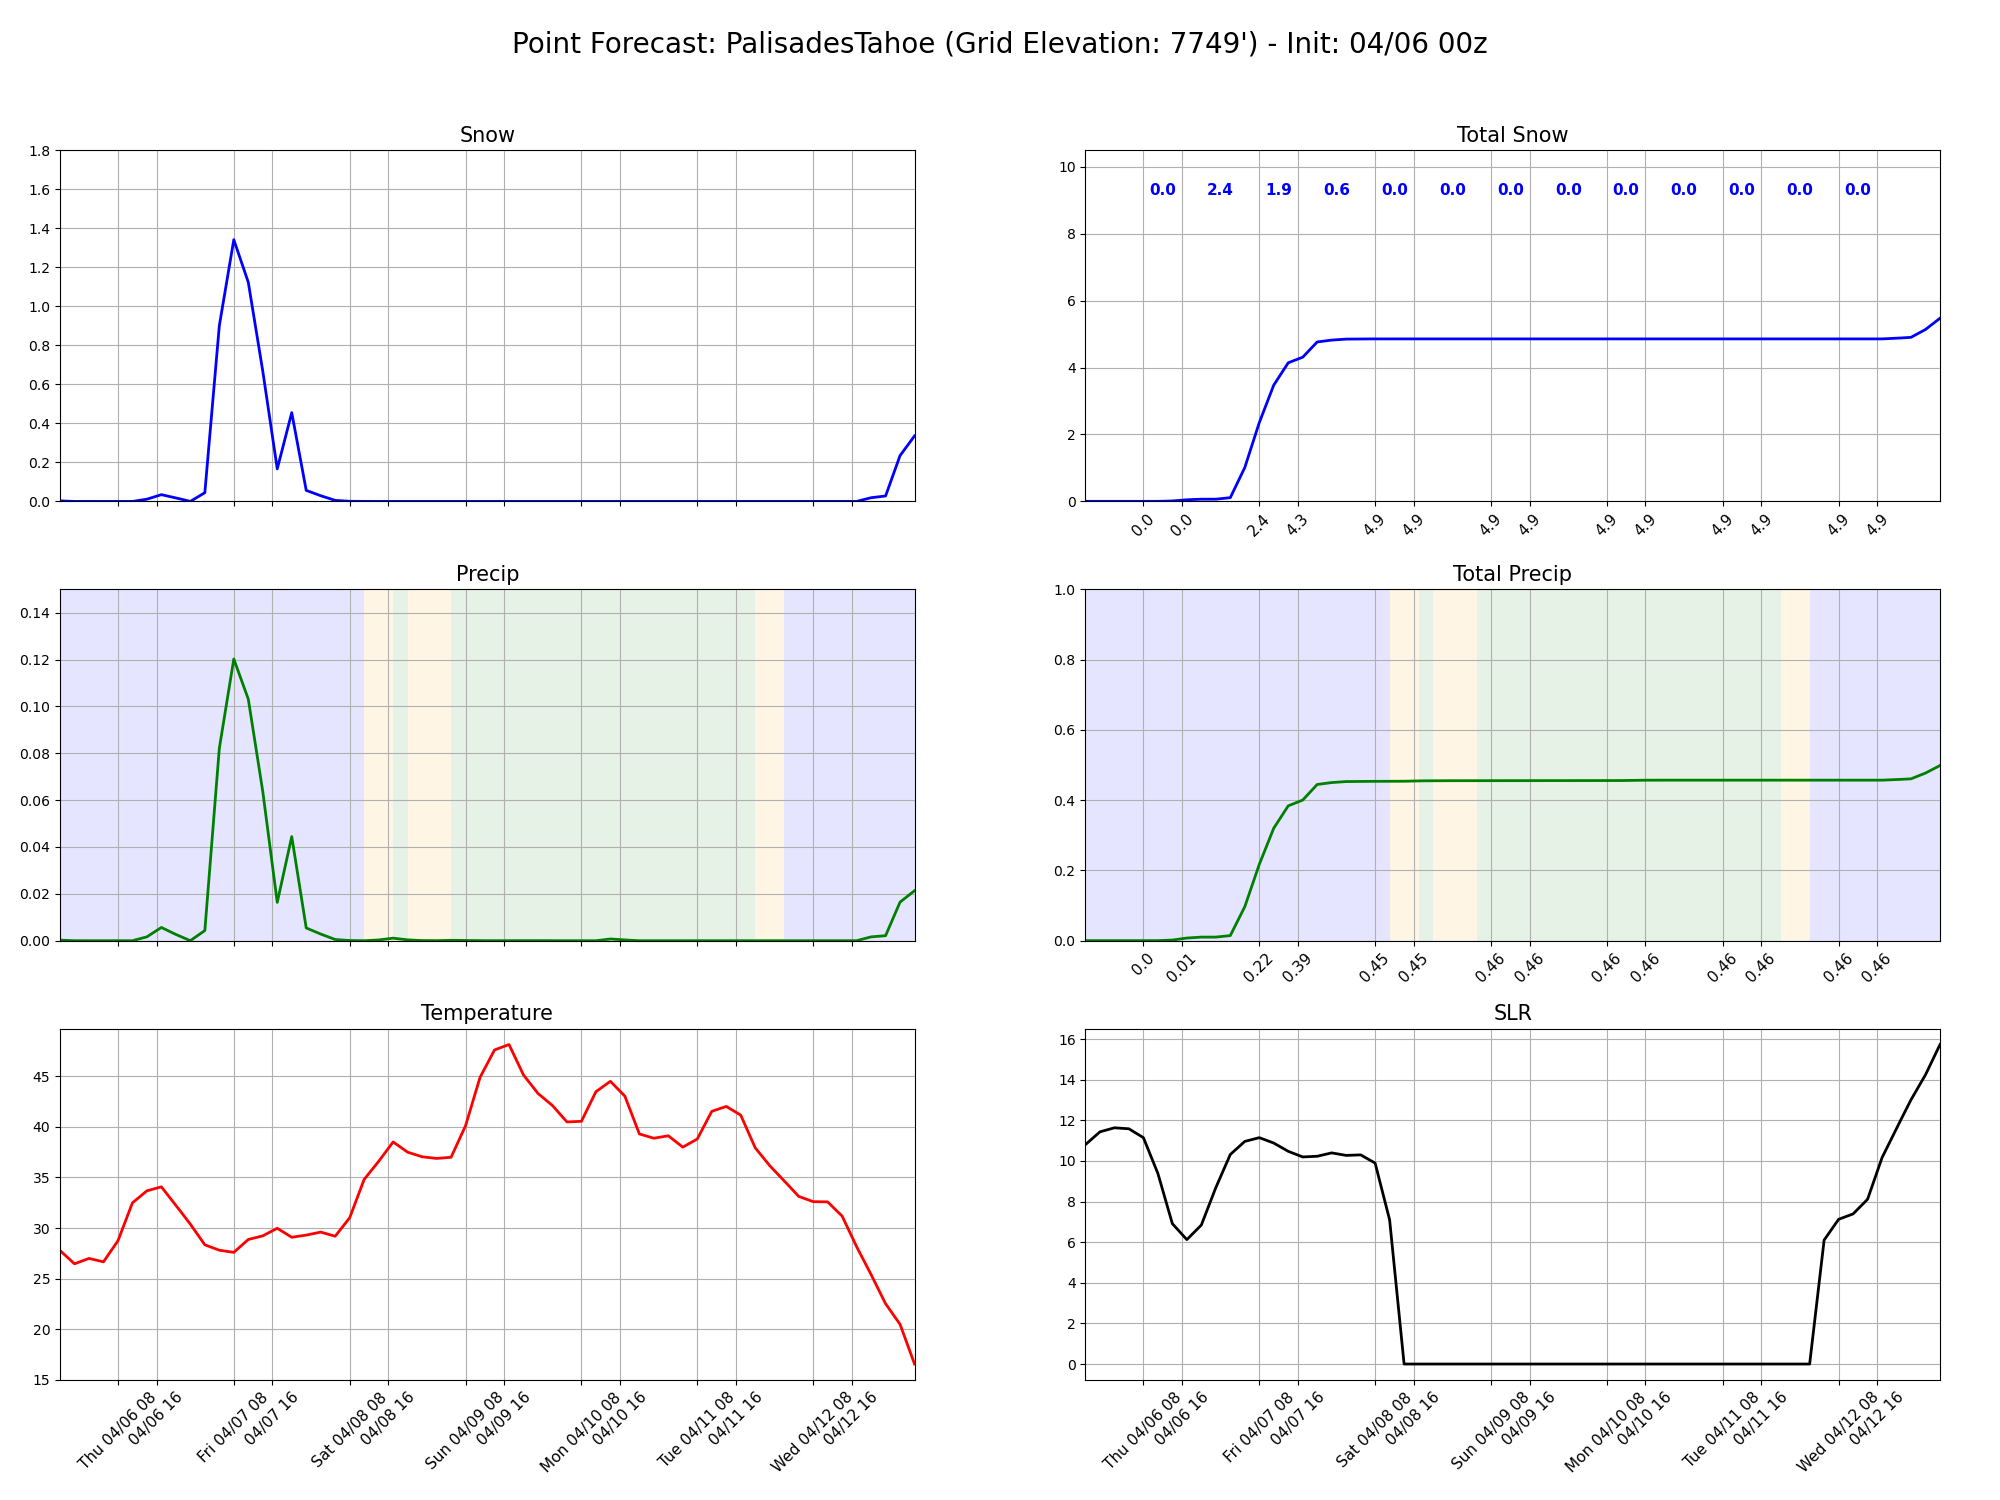 Point Forecast: PalisadesTahoe (Grid Elevation: 7749') - Init: 04/06 00z
Snow
1.8
1.6
1.4
1.2
1.0
0.8
0.6
0.4
0.2
0.0
Total Snow
10
8
6
4
2
0
0.0 2.4 1.9 0.6 0.0 0.0 0.0 0.0 0.0 0.0 0.0 0.0 0.0
0.0 0.0 2.4 4.3 4.9 4.9 4.9 4.9 4.9 4.9 4.9 4.9 4.9 4.9
Precip
0.14
0.12
0.10
0.08
0.06
0.04
0.02
0.00
Total Precip
1.0
0.8
0.6
0.4
0.2
0.0
0.0 0.01 0.22 0.39 0.45 0.45 0.46 0.46 0.46 0.46 0.46 0.46 0.46 0.46
Temperature
45
40
35
30
25
20
15
Thu 04/06 08
04/06 16
Fri 04/07 08
04/07 16
Sat 04/08 08
04/08 16
Sun 04/09 08
04/09 16
Mon 04/10 08
04/10 16
Tue 04/11 08
04/11 16
Wed 04/12 08
04/12 16
SLR
16
14
12
10
8
6
4
2
0
Thu 04/06 08
04/06 16
Fri 04/07 08
04/07 16
Sat 04/08 08
04/08 16
Sun 04/09 08
04/09 16
Mon 04/10 08
04/10 16
Tue 04/11 08
04/11 16
Wed 04/12 08
04/12 16